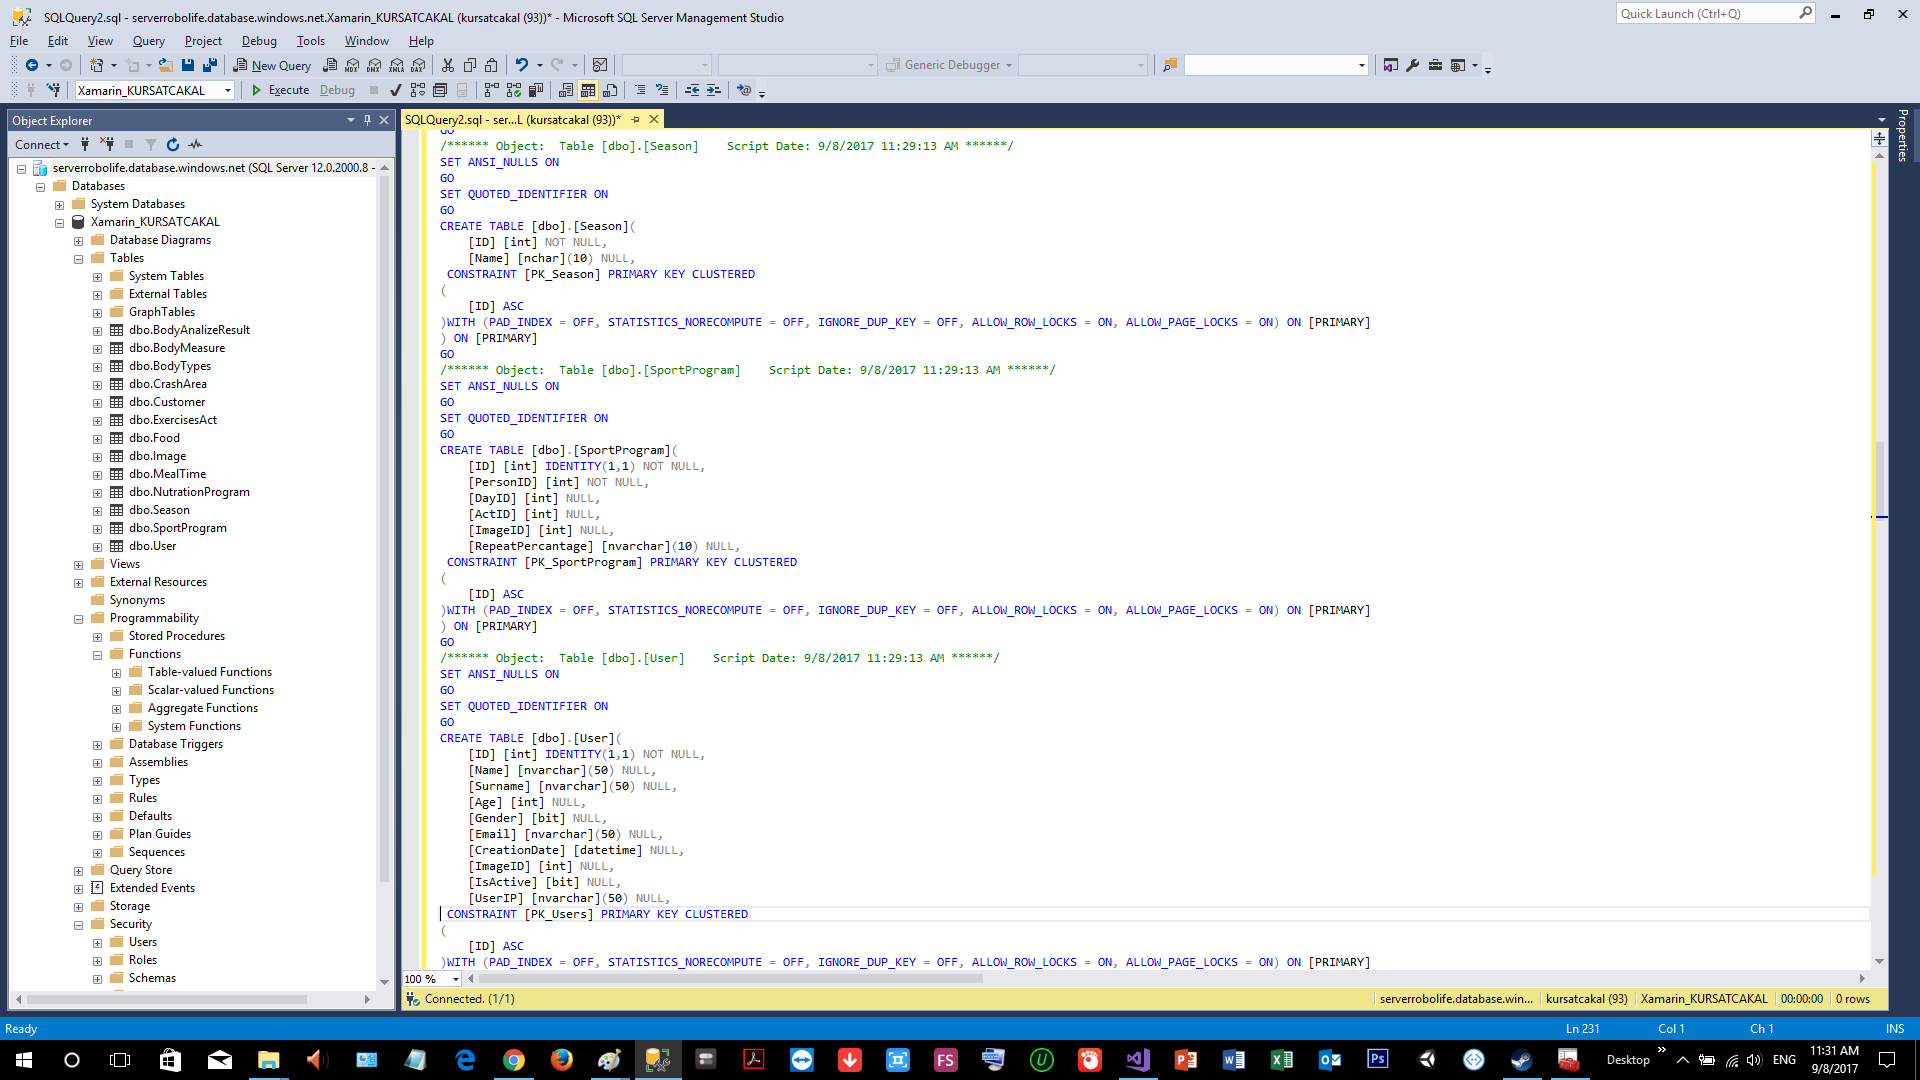 SQLQuery2.sql - serverrobolife.database.windows.net.Xamarin_KURSATCAKAL (kursatcakal (93))* - Microsoft SQL Server Management Studio
Quick Launch (Ctrl+Q)
File Edit View Query Project Debug Tools Window Help
New Query
MDX DMX XMLA DAX
Generic Debugger
Xamarin_KURSATCAKAL
Execute Debug
Object Explorer
Connect
serverrobolife.database.windows.net (SQL Server 12.0.2000.8 -
Databases
System Databases
Xamarin_KURSATCAKAL
Database Diagrams
Tables
System Tables
External Tables
GraphTables
dbo.BodyAnalizeResult
dbo.BodyMeasure
dbo.BodyTypes
dbo.CrashArea
dbo.Customer
dbo.ExercisesAct
dbo.Food
dbo.Image
dbo.MealTime
dbo.NutrationProgram
dbo.Season
dbo.SportProgram
dbo.User
Views
External Resources
Synonyms
Programmability
Stored Procedures
Functions
Table-valued Functions
Scalar-valued Functions
Aggregate Functions
System Functions
Database Triggers
Assemblies
Types
Rules
Defaults
Plan Guides
Sequences
Query Store
Extended Events
Storage
Security
Users
Roles
Schemas
SQLQuery2.sql - ser...L (kursatcakal (93))*
GO
/****** Object:  Table [dbo].[Season]    Script Date: 9/8/2017 11:29:13 AM ******/
SET ANSI_NULLS ON
GO
SET QUOTED_IDENTIFIER ON
GO
CREATE TABLE [dbo].[Season](
[ID] [int] NOT NULL,
[Name] [nchar](10) NULL,
CONSTRAINT [PK_Season] PRIMARY KEY CLUSTERED
(
[ID] ASC
)WITH (PAD_INDEX = OFF, STATISTICS_NORECOMPUTE = OFF, IGNORE_DUP_KEY = OFF, ALLOW_ROW_LOCKS = ON, ALLOW_PAGE_LOCKS = ON) ON [PRIMARY]
) ON [PRIMARY]
GO
/****** Object:  Table [dbo].[SportProgram]    Script Date: 9/8/2017 11:29:13 AM ******/
SET ANSI_NULLS ON
GO
SET QUOTED_IDENTIFIER ON
GO
CREATE TABLE [dbo].[SportProgram](
[ID] [int] IDENTITY(1,1) NOT NULL,
[PersonID] [int] NOT NULL,
[DayID] [int] NULL,
[ActID] [int] NULL,
[ImageID] [int] NULL,
[RepeatPercantage] [nvarchar](10) NULL,
CONSTRAINT [PK_SportProgram] PRIMARY KEY CLUSTERED
(
[ID] ASC
)WITH (PAD_INDEX = OFF, STATISTICS_NORECOMPUTE = OFF, IGNORE_DUP_KEY = OFF, ALLOW_ROW_LOCKS = ON, ALLOW_PAGE_LOCKS = ON) ON [PRIMARY]
) ON [PRIMARY]
GO
/****** Object:  Table [dbo].[User]    Script Date: 9/8/2017 11:29:13 AM ******/
SET ANSI_NULLS ON
GO
SET QUOTED_IDENTIFIER ON
GO
CREATE TABLE [dbo].[User](
[ID] [int] IDENTITY(1,1) NOT NULL,
[Name] [nvarchar](50) NULL,
[Surname] [nvarchar](50) NULL,
[Age] [int] NULL,
[Gender] [bit] NULL,
[Email] [nvarchar](50) NULL,
[CreationDate] [datetime] NULL,
[ImageID] [int] NULL,
[IsActive] [bit] NULL,
[UserIP] [nvarchar](50) NULL,
CONSTRAINT [PK_Users] PRIMARY KEY CLUSTERED
(
[ID] ASC
)WITH (PAD_INDEX = OFF, STATISTICS_NORECOMPUTE = OFF, IGNORE_DUP_KEY = OFF, ALLOW_ROW_LOCKS = ON, ALLOW_PAGE_LOCKS = ON) ON [PRIMARY]
100 %
Connected. (1/1)
serverrobolife.database.win... kursatcakal (93) Xamarin_KURSATCAKAL 00:00:00 0 rows
Properties
Ready
Ln 231 Col 1 Ch 1 INS
FS
Ps
Desktop
ENG
11:31 AM
9/8/2017